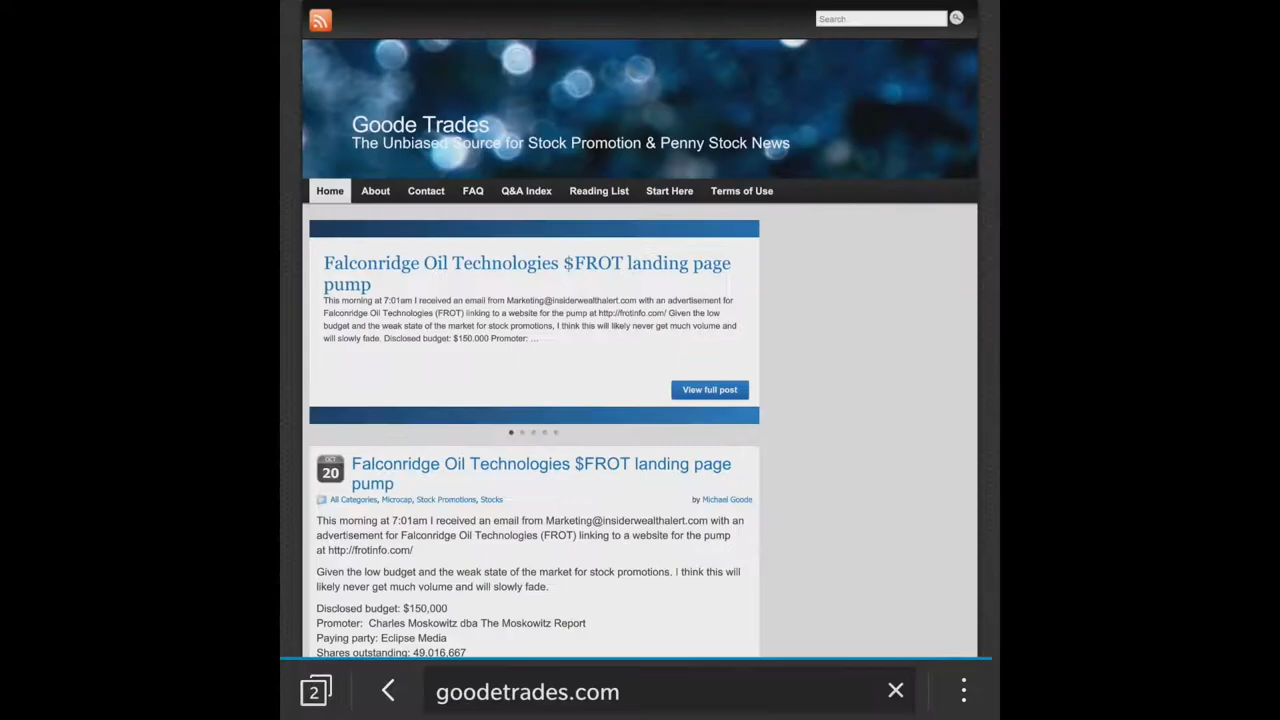 Search
Goode Trades
The Unbiased Source for Stock Promotion & Penny Stock News
Home About Contact FAQ Q&A Index Reading List Start Here Terms of Use
Falconridge Oil Technologies $FROT landing page
pump
This morning at 7:01am I received an email from Marketing@insiderwealthalert.com with an advertisement for
Falconridge Oil Technologies (FROT) linking to a website for the pump at http://frotinfo.com/ Given the low
budget and the weak state of the market for stock promotions, I think this will likely never get much volume and
will slowly fade. Disclosed budget: $150,000 Promoter: ...
View full post
OCT
20
Falconridge Oil Technologies $FROT landing page
pump
All Categories, Microcap, Stock Promotions, Stocks by Michael Goode
This morning at 7:01am I received an email from Marketing@insiderwealthalert.com with an
advertisement for Falconridge Oil Technologies (FROT) linking to a website for the pump
at http://frotinfo.com/
Given the low budget and the weak state of the market for stock promotions, I think this will
likely never get much volume and will slowly fade.
Disclosed budget: $150,000
Promoter: Charles Moskowitz dba The Moskowitz Report
Paying party: Eclipse Media
Shares outstanding: 49,016,667
2 goodetrades.com